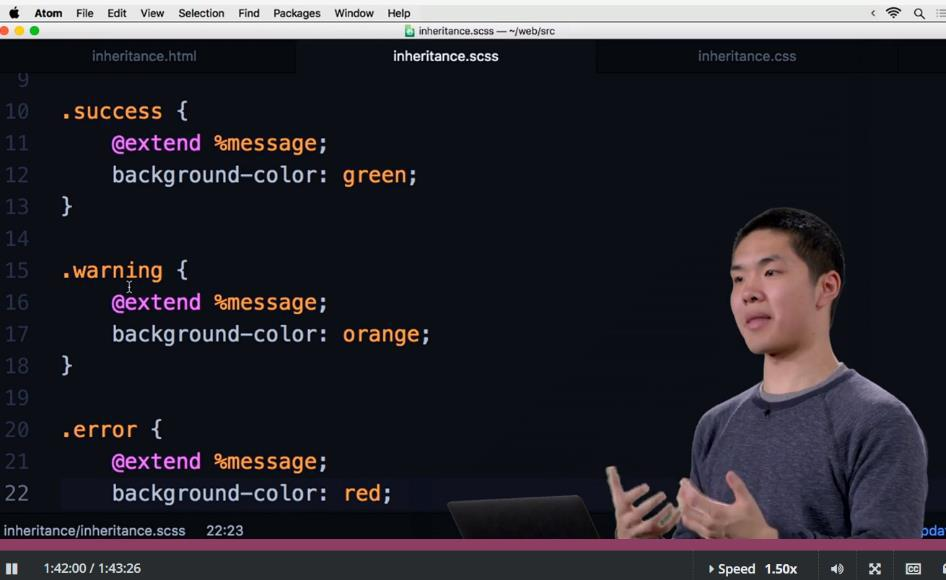 Atom File Edit View Selection Find Packages Window Help
inheritance.scss — ~/web/src
inheritance.html inheritance.scss inheritance.css
9
10 .success {
11 @extend %message;
12 background-color: green;
13 }
14
15 .warning {
16 @extend %message;
17 background-color: orange;
18 }
19
20 .error {
21 @extend %message;
22 background-color: red;
inheritance/inheritance.scss 22:23
1:42:00 / 1:43:26 Speed 1.50x CC